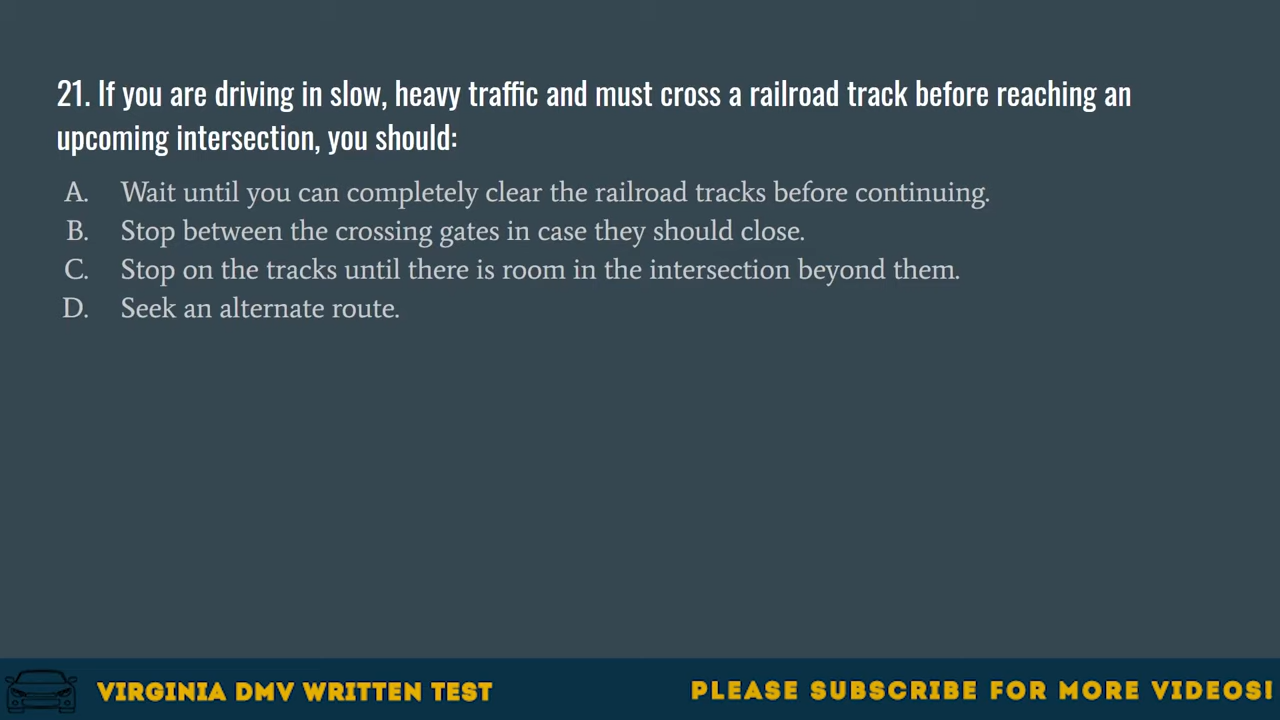 21. If you are driving in slow, heavy traffic and must cross a railroad track before reaching an
upcoming intersection, you should:
A. Wait until you can completely clear the railroad tracks before continuing.
B. Stop between the crossing gates in case they should close.
C. Stop on the tracks until there is room in the intersection beyond them.
D. Seek an alternate route.
VIRGINIA DMV WRITTEN TEST
PLEASE SUBSCRIBE FOR MORE VIDEOS!